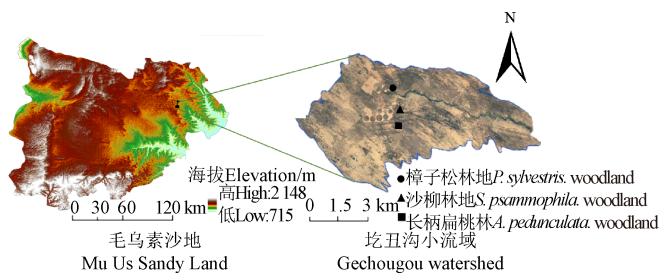 N
海拔Elevation/m
高High:2 148
低Low:715
0 30 60 120 km
毛乌素沙地
Mu Us Sandy Land
●樟子松林地P. sylvestris. woodland
▲沙柳林地S. psammophila. woodland
■长柄扁桃林A. pedunculata. woodland
0 1.5 3 km
圪丑沟小流域
Gechougou watershed